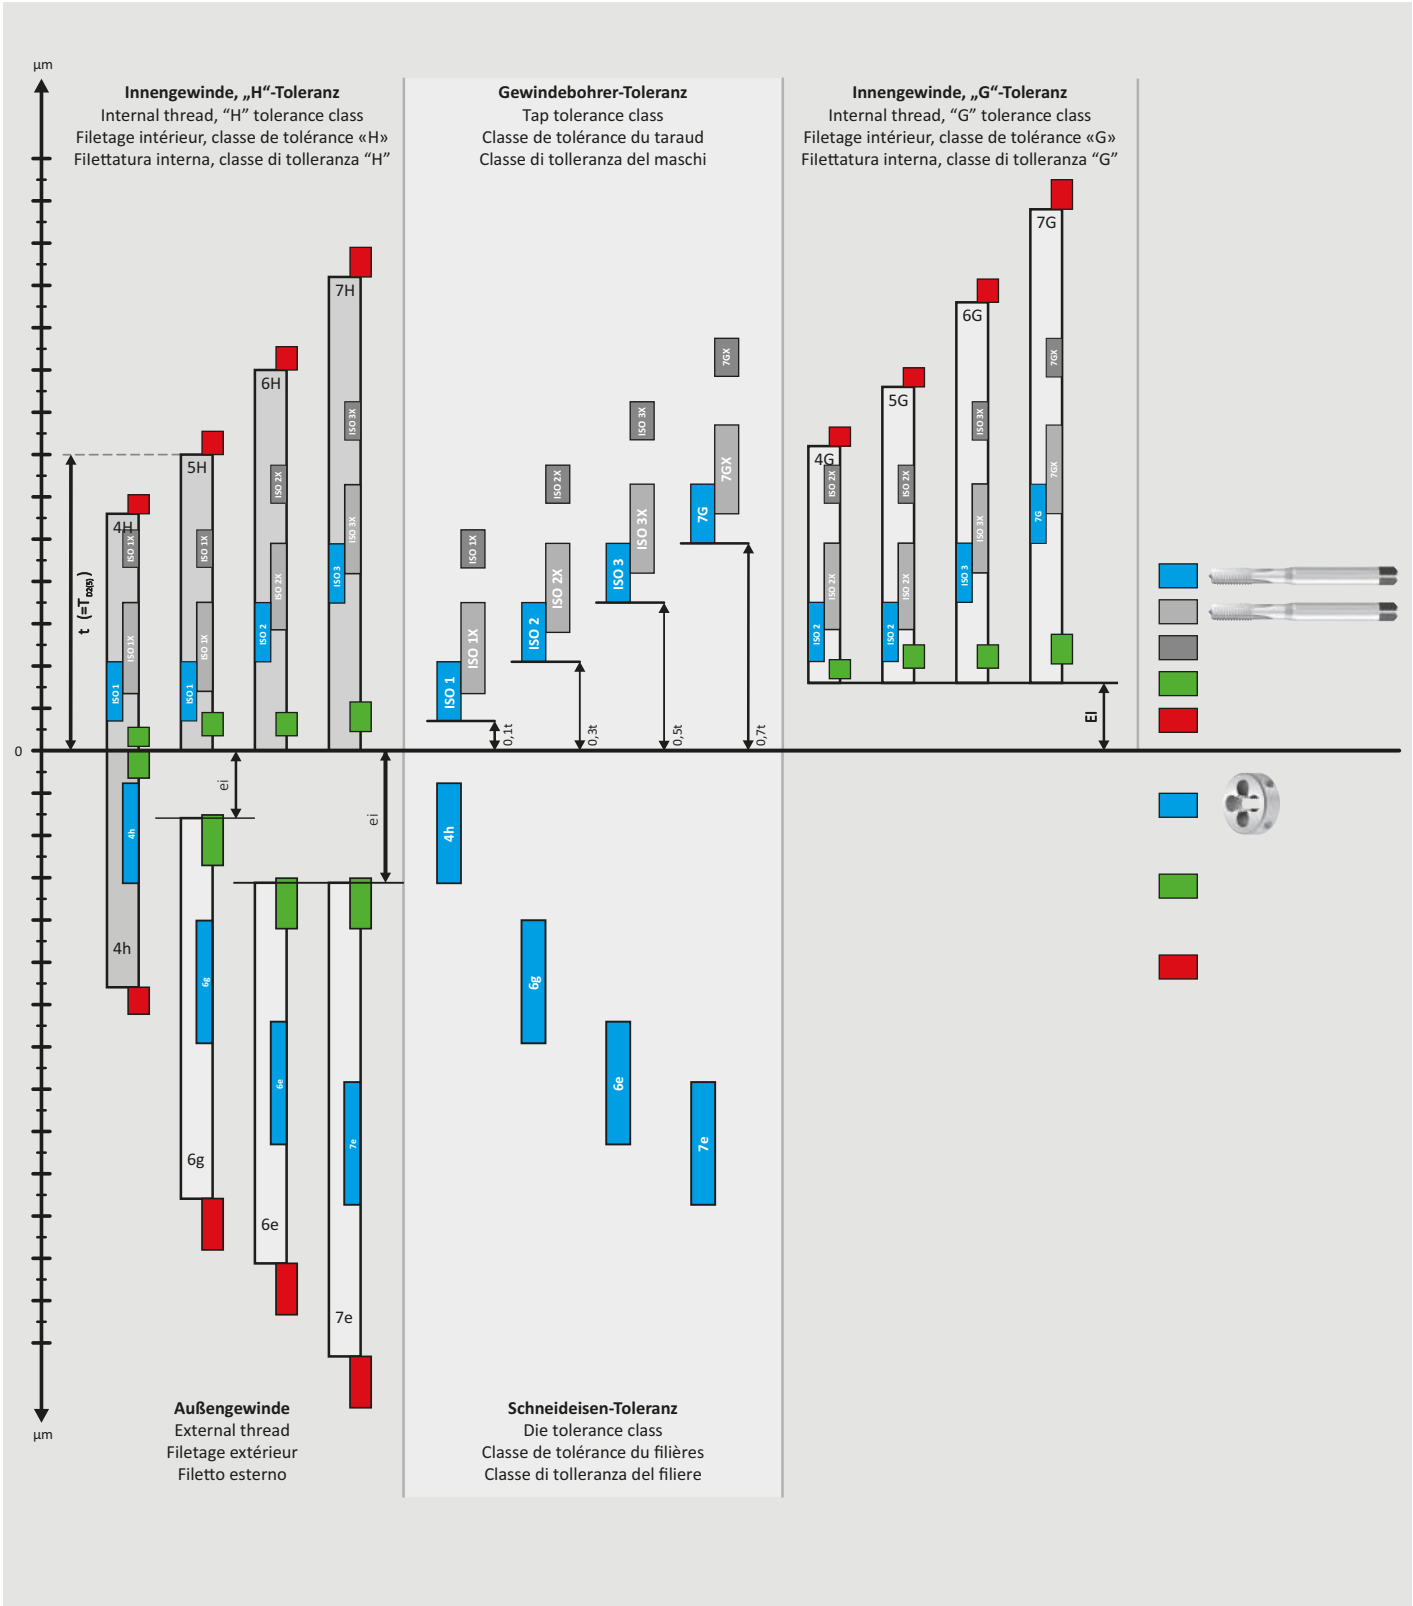 µm
Innengewinde, „H“-Toleranz
Internal thread, “H” tolerance class
Filetage intérieur, classe de tolérance «H»
Filettatura interna, classe di tolleranza “H”
Gewindebohrer-Toleranz
Tap tolerance class
Classe de tolérance du taraud
Classe di tolleranza del maschi
Innengewinde, „G“-Toleranz
Internal thread, “G” tolerance class
Filetage intérieur, classe de tolérance «G»
Filettatura interna, classe di tolleranza “G”
t (=T_D2(5))
4H
ISO 1X
ISO 1X
ISO 1
5H
ISO 1X
ISO 1X
ISO 1
6H
ISO 2X
ISO 2X
ISO 2
7H
ISO 3X
ISO 3X
ISO 3
ISO 1X
ISO 1X
ISO 1
0,1t
ISO 2X
ISO 2X
ISO 2
0,3t
ISO 3X
ISO 3X
ISO 3
0,5t
7GX
7GX
7G
0,7t
4G
ISO 2X
ISO 2X
ISO 2
5G
ISO 2X
ISO 2X
ISO 2
6G
ISO 3X
ISO 3X
ISO 3
7G
7GX
7GX
7G
EI
0
4h
4h
ei
6g
6g
ei
6e
6e
7e
7e
4h
6g
6e
7e
Außengewinde
External thread
Filetage extérieur
Filetto esterno
Schneideisen-Toleranz
Die tolerance class
Classe de tolérance du filières
Classe di tolleranza del filiere
µm